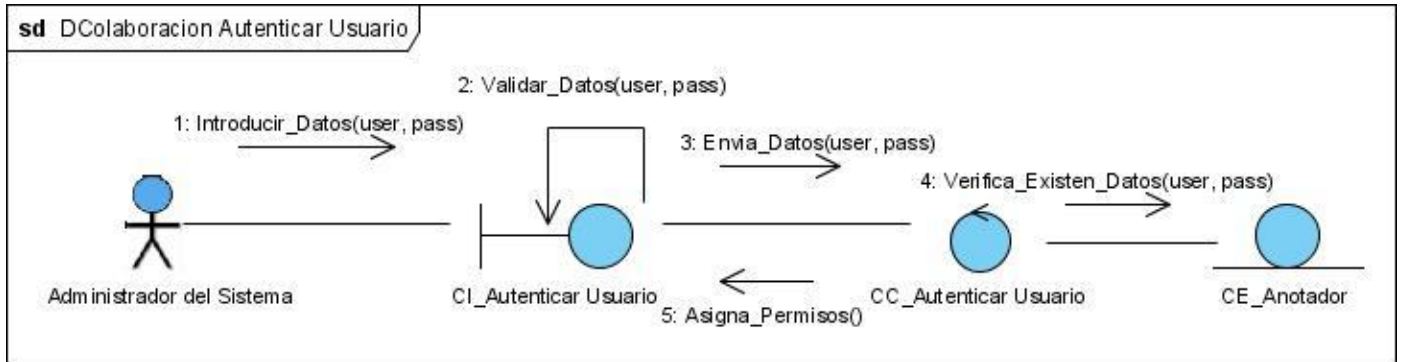 sd DColaboracion Autenticar Usuario
2: Validar_Datos(user, pass)
1: Introducir_Datos(user, pass)
3: Envia_Datos(user, pass)
4: Verifica_Existen_Datos(user, pass)
Administrador del Sistema
CI_Autenticar Usuario
CC_Autenticar Usuario
CE_Anotador
5: Asigna_Permisos()